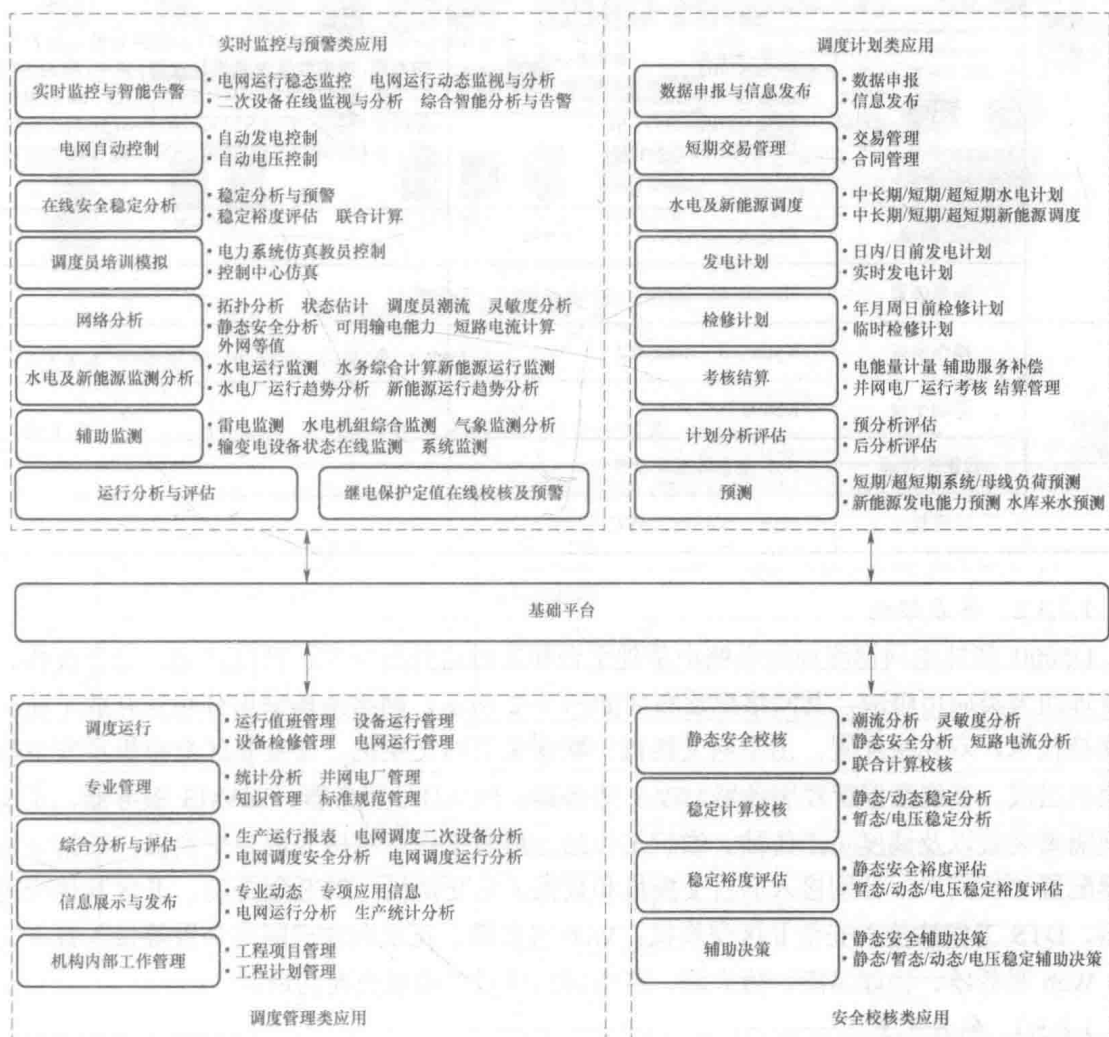 实时监控与预警类应用
实时监控与智能告警
·电网运行稳态监控 电网运行动态监视与分析
·二次设备在线监视与分析 综合智能分析与告警
电网自动控制
·自动发电控制
·自动电压控制
在线安全稳定分析
·稳定分析与预警
·稳定裕度评估 联合计算
调度员培训模拟
·电力系统仿真教员控制
·控制中心仿真
网络分析
·拓扑分析 状态估计 调度员潮流 灵敏度分析
·静态安全分析 可用输电能力 短路电流计算
外网等值
水电及新能源监测分析
·水电运行监测 水务综合计算新能源运行监测
·水电厂运行趋势分析 新能源运行趋势分析
辅助监测
·雷电监测 水电机组综合监测 气象监测分析
·输变电设备状态在线监测 系统监测
运行分析与评估
继电保护定值在线校核及预警
调度计划类应用
数据申报与信息发布
·数据申报
·信息发布
短期交易管理
·交易管理
·合同管理
水电及新能源调度
·中长期/短期/超短期水电计划
·中长期/短期/超短期新能源调度
发电计划
·日内/日前发电计划
·实时发电计划
检修计划
·年月周日前检修计划
·临时检修计划
考核结算
·电能量计量 辅助服务补偿
·并网电厂运行考核 结算管理
计划分析评估
·预分析评估
·后分析评估
预测
·短期/超短期系统/母线负荷预测
·新能源发电能力预测 水库来水预测
基础平台
调度运行
·运行值班管理 设备运行管理
·设备检修管理 电网运行管理
专业管理
·统计分析 并网电厂管理
·知识管理 标准规范管理
综合分析与评估
·生产运行报表 电网调度二次设备分析
·电网调度安全分析 电网调度运行分析
信息展示与发布
·专业动态 专项应用信息
·电网运行分析 生产统计分析
机构内部工作管理
·工程项目管理
·工程计划管理
调度管理类应用
静态安全校核
·潮流分析 灵敏度分析
·静态安全分析 短路电流分析
·联合计算校核
稳定计算校核
·静态/动态稳定分析
·暂态/电压稳定分析
稳定裕度评估
·静态安全裕度评估
·暂态/动态/电压稳定裕度评估
辅助决策
·静态安全辅助决策
·静态/暂态/动态/电压稳定辅助决策
安全校核类应用